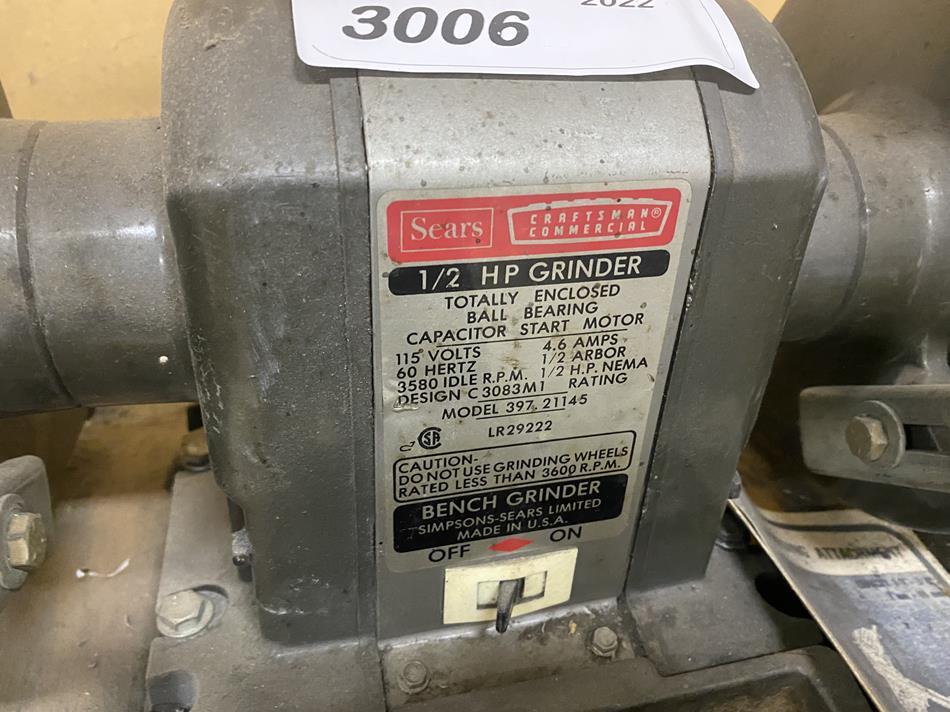 2022
3006
Sears
CRAFTSMAN®
COMMERCIAL
1/2 HP GRINDER
TOTALLY ENCLOSED
BALL BEARING
CAPACITOR START MOTOR
115 VOLTS 4.6 AMPS
60 HERTZ 1/2 ARBOR
3580 IDLE R.P.M. 1/2 H.P. NEMA
DESIGN C3083M1 RATING
MODEL 397.21145
LR29222
CAUTION-
DO NOT USE GRINDING WHEELS
RATED LESS THAN 3600 R.P.M.
BENCH GRINDER
SIMPSONS-SEARS LIMITED
MADE IN U.S.A.
OFF ON
ATTACHMENT